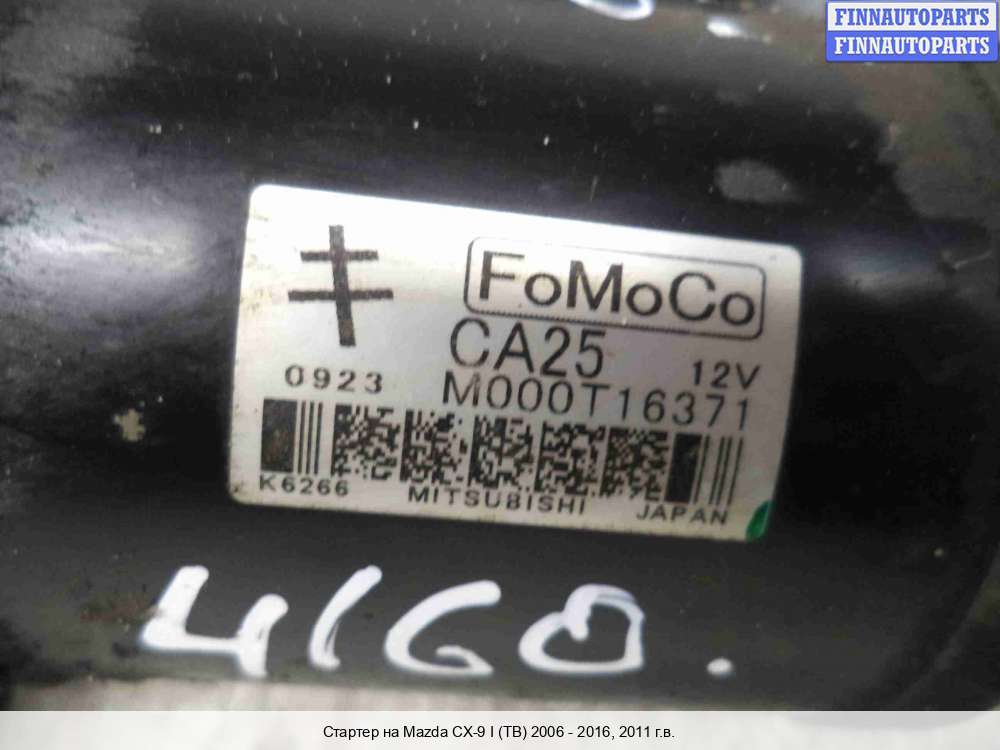 FINNAUTOPARTS
FINNAUTOPARTS
FoMoCo
CA25
12V
0923
M000T16371
K6266
MITSUBISHI
JAPAN
4160.
Стартер на Mazda CX-9 I (TB) 2006 - 2016, 2011 г.в.